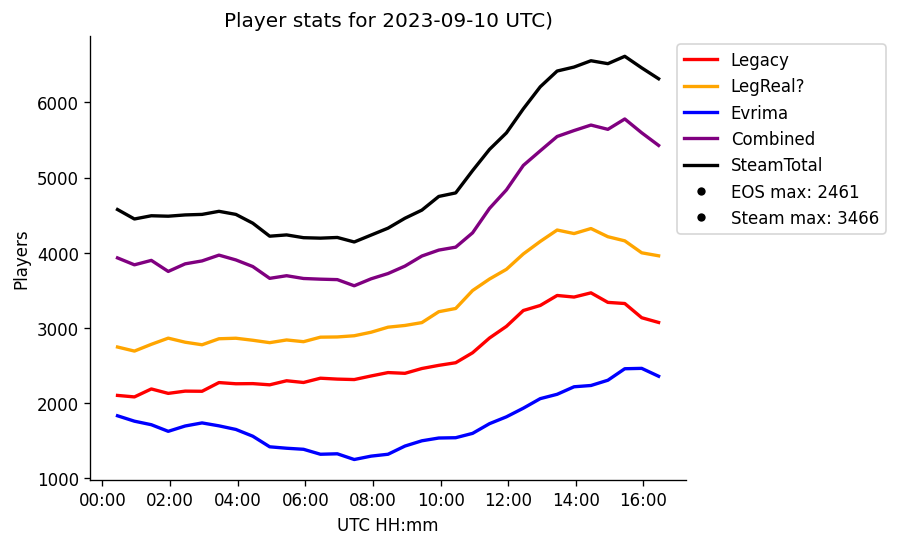 Player stats for 2023-09-10 UTC)
Legacy
LegReal?
Evrima
Combined
SteamTotal
EOS max: 2461
Steam max: 3466
Players
6000
5000
4000
3000
2000
1000
00:00 02:00 04:00 06:00 08:00 10:00 12:00 14:00 16:00
UTC HH:mm